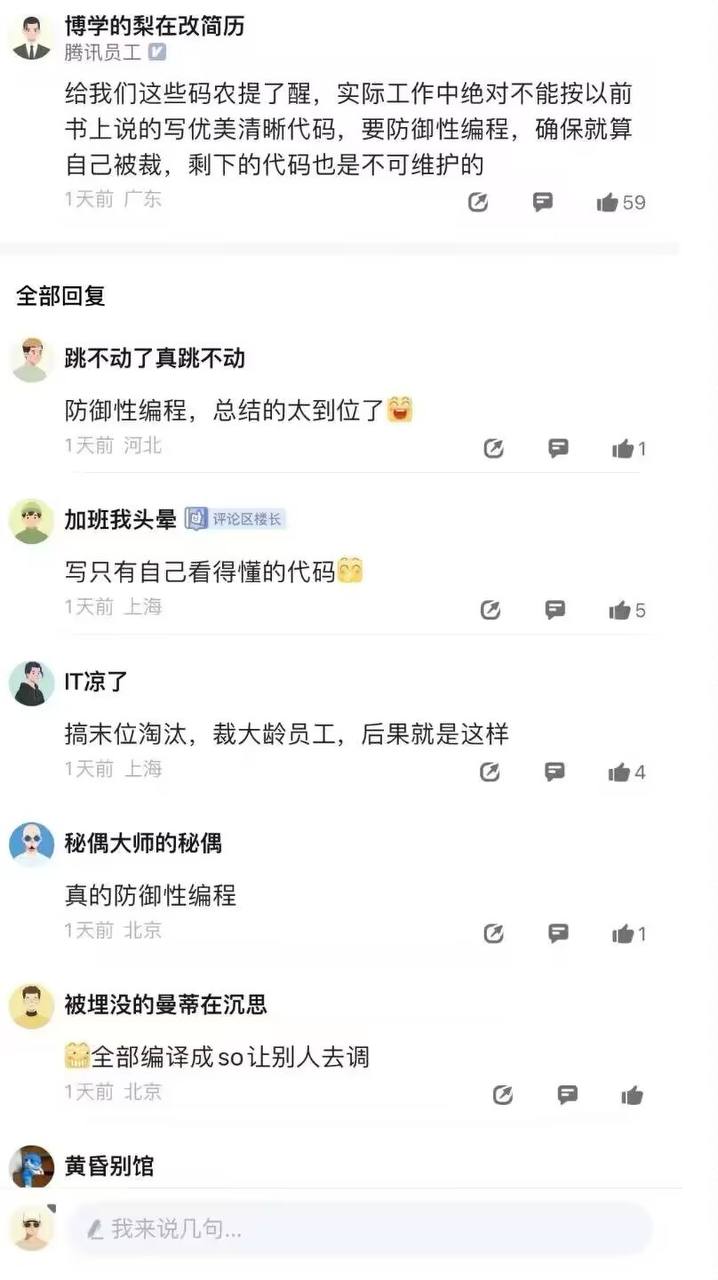 博学的梨在改简历
腾讯员工
给我们这些码农提了醒，实际工作中绝对不能按以前
书上说的写优美清晰代码，要防御性编程，确保就算
自己被裁，剩下的代码也是不可维护的
1天前 广东
59
全部回复
跳不动了真跳不动
防御性编程，总结的太到位了
1天前 河北
1
加班我头晕 评论区楼长
写只有自己看得懂的代码
1天前 上海
5
IT凉了
搞末位淘汰，裁大龄员工，后果就是这样
1天前 上海
4
秘偶大师的秘偶
真的防御性编程
1天前 北京
1
被埋没的曼蒂在沉思
全部编译成so让别人去调
1天前 北京
黄昏别馆
我来说几句...